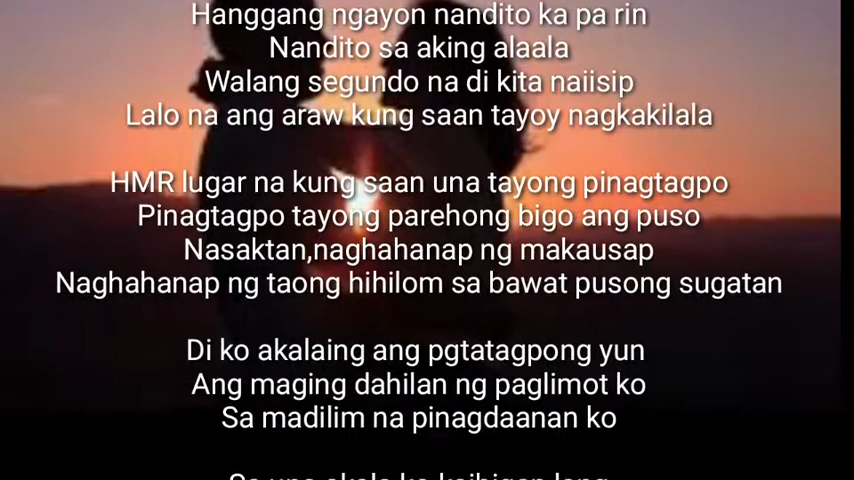 Hanggang ngayon nandito ka pa rin
Nandito sa aking alaala
Walang segundo na di kita naiisip
Lalo na ang araw kung saan tayoy nagkakilala
HMR lugar na kung saan una tayong pinagtagpo
Pinagtagpo tayong parehong bigo ang puso
Nasaktan,naghahanap ng makausap
Naghahanap ng taong hihilom sa bawat pusong sugatan
Di ko akalaing ang pgtatagpong yun
Ang maging dahilan ng paglimot ko
Sa madilim na pinagdaanan ko